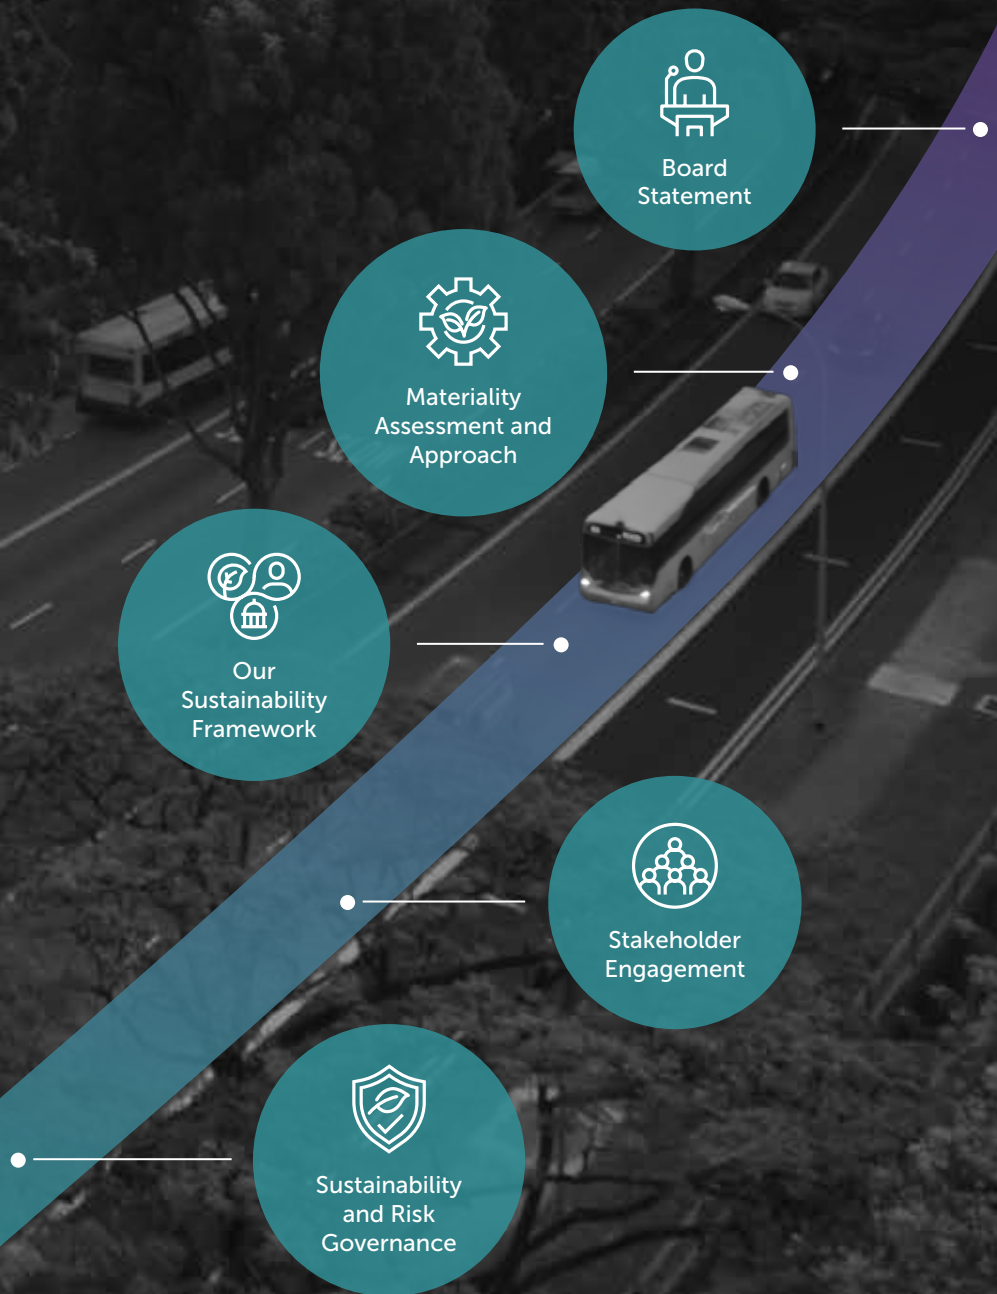 Board
Statement
Materiality
Assessment and
Approach
Our
Sustainability
Framework
Stakeholder
Engagement
Sustainability
and Risk
Governance